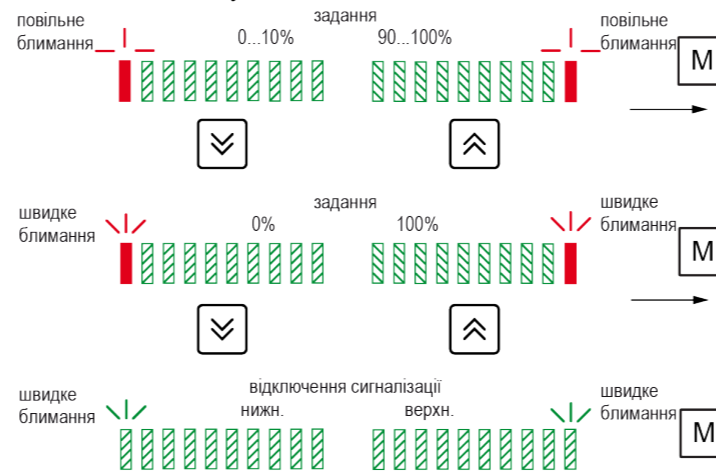 задання
повільне
блимання
0...10%
90...100%
повільне
блимання
М
задання
швидке
блимання
0%
100%
швидке
блимання
М
відключення сигналізації
швидке
блимання
нижн.
верхн.
швидке
блимання
М